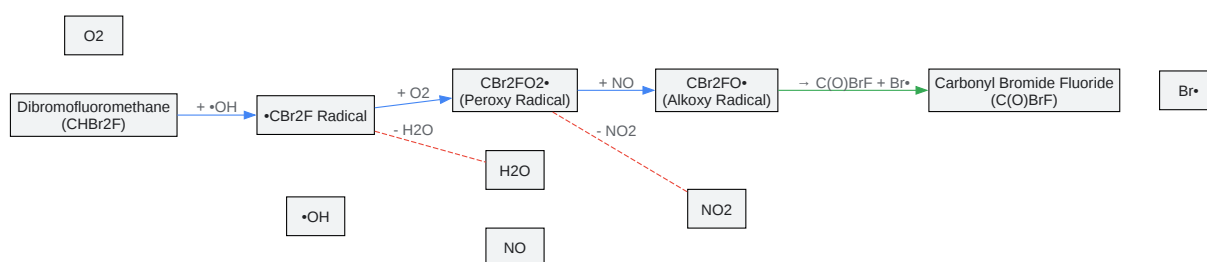 O2
Dibromofluoromethane
(CHBr2F)
+ •OH
•CBr2F Radical
+ O2
- H2O
CBr2FO2•
(Peroxy Radical)
+ NO
- NO2
CBr2FO•
(Alkoxy Radical)
→ C(O)BrF + Br•
Carbonyl Bromide Fluoride
(C(O)BrF)
Br•
H2O
NO2
•OH
NO